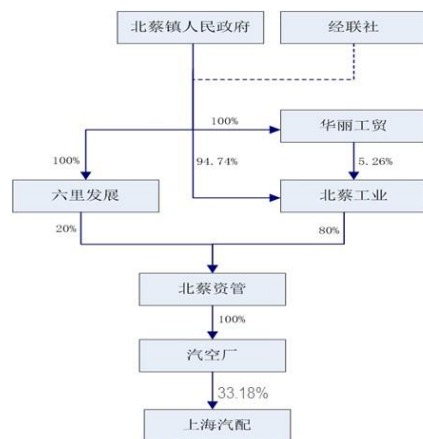 北蔡镇人民政府
经联社
100%
华丽工贸
100%
94.74%
5.26%
六里发展
北蔡工业
20%
80%
北蔡资管
100%
汽空厂
33.18%
上海汽配